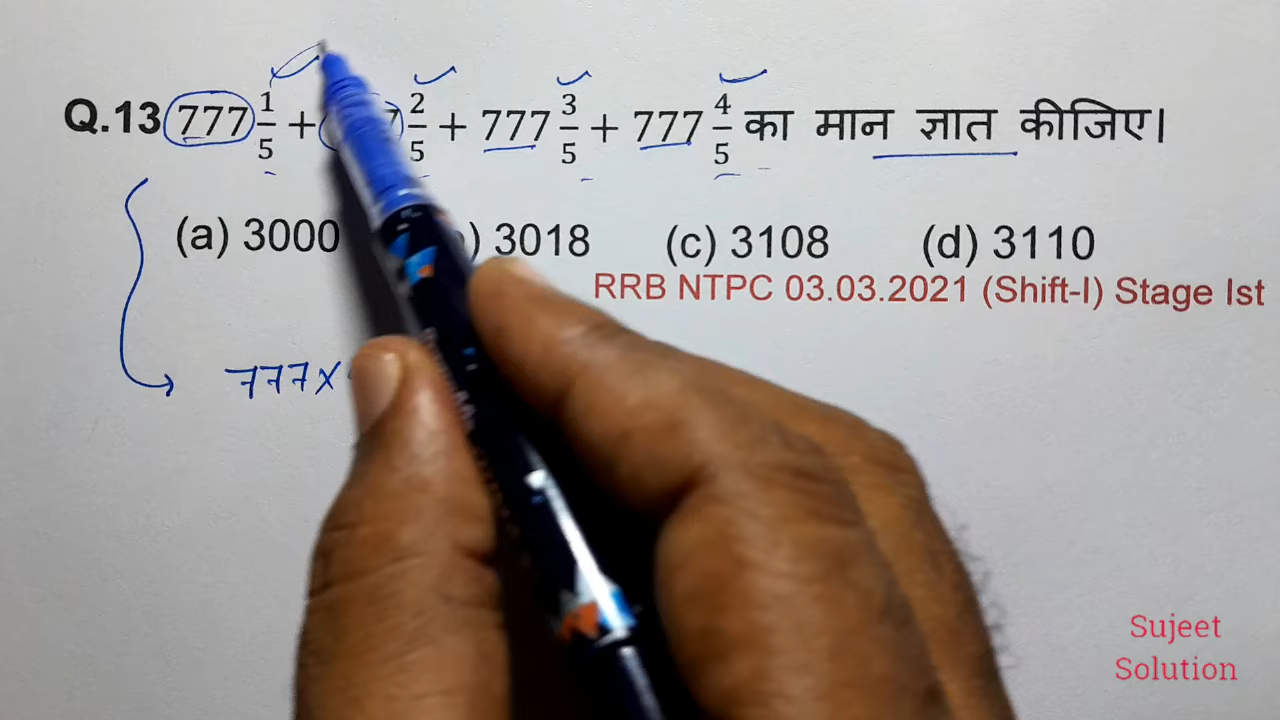 Q.13 777 1/5 + 7 2/5 + 777 3/5 + 777 4/5 का मान ज्ञात कीजिए।
(a) 3000 ) 3018 (c) 3108 (d) 3110
RRB NTPC 03.03.2021 (Shift-I) Stage Ist
777×
Sujeet
Solution